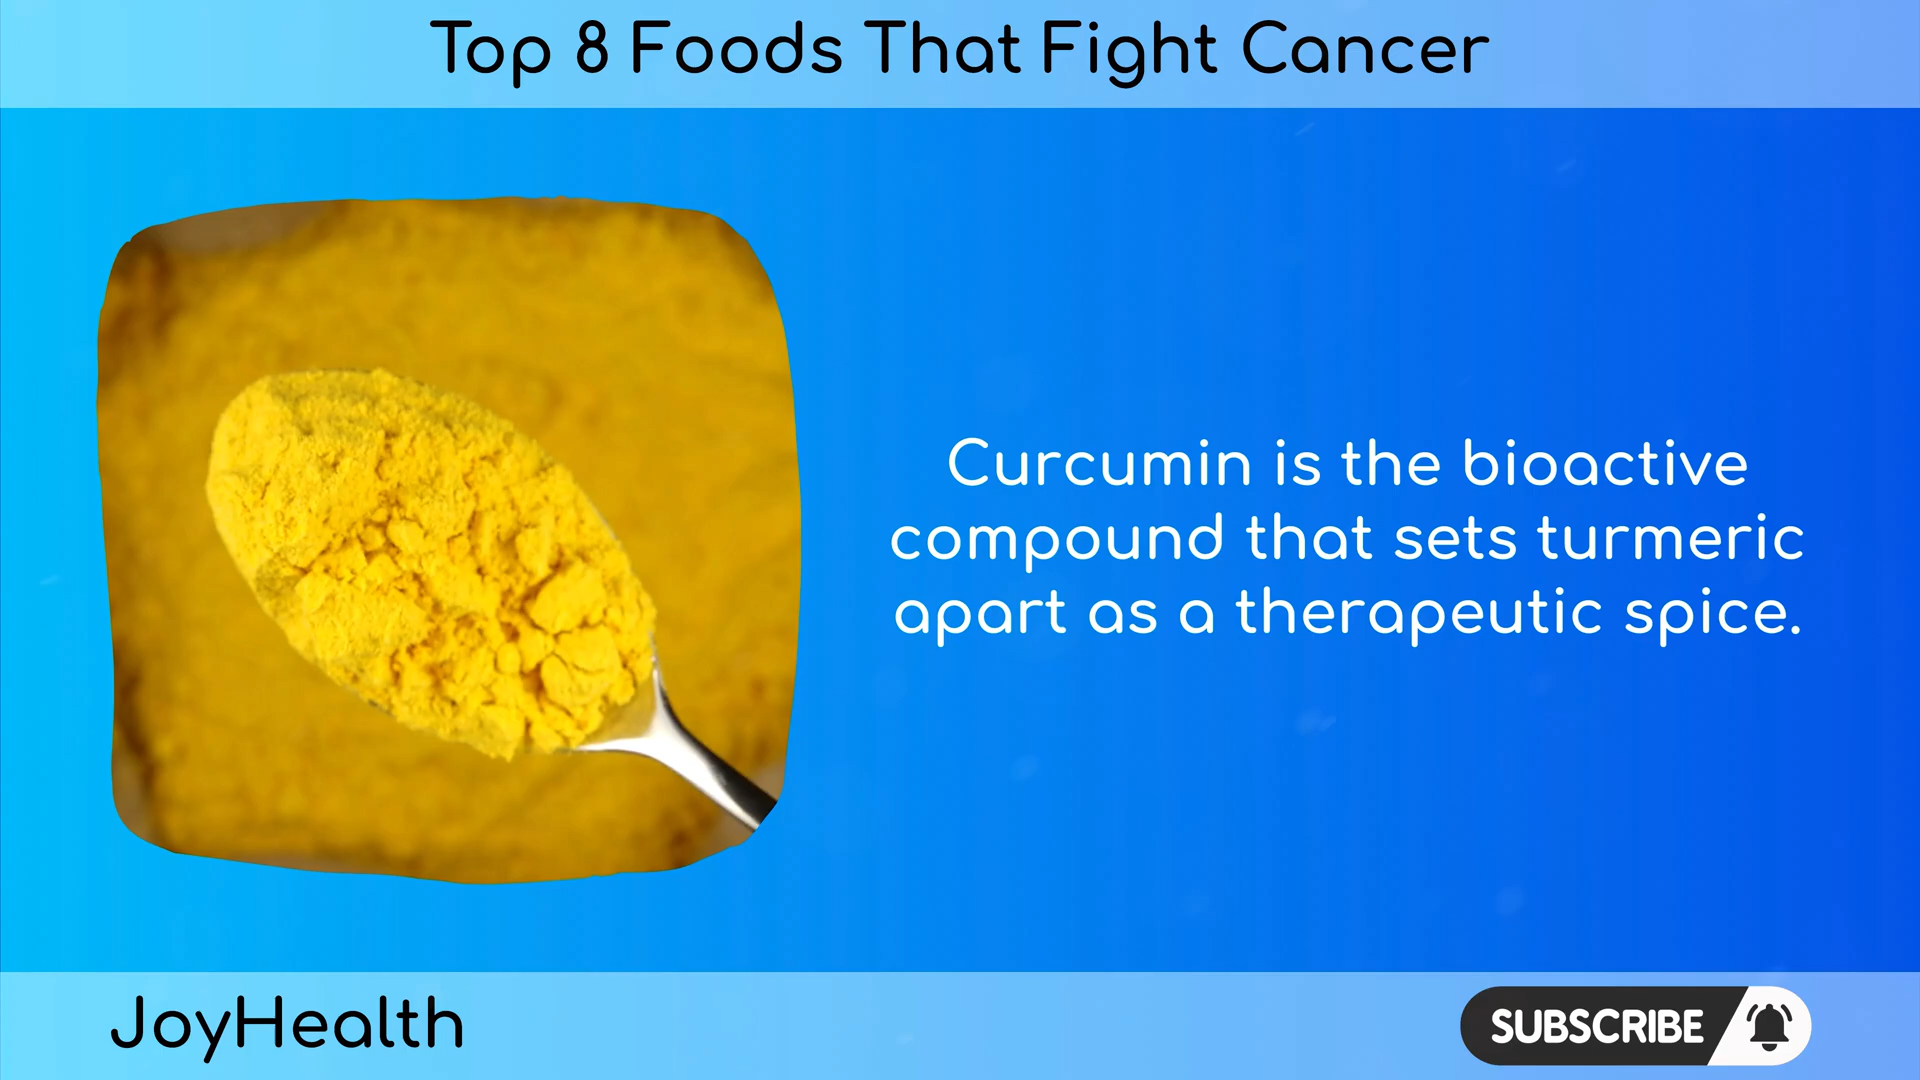 Top 8 Foods That Fight Cancer
Curcumin is the bioactive
compound that sets turmeric
apart as a therapeutic spice.
JoyHealth
SUBSCRIBE